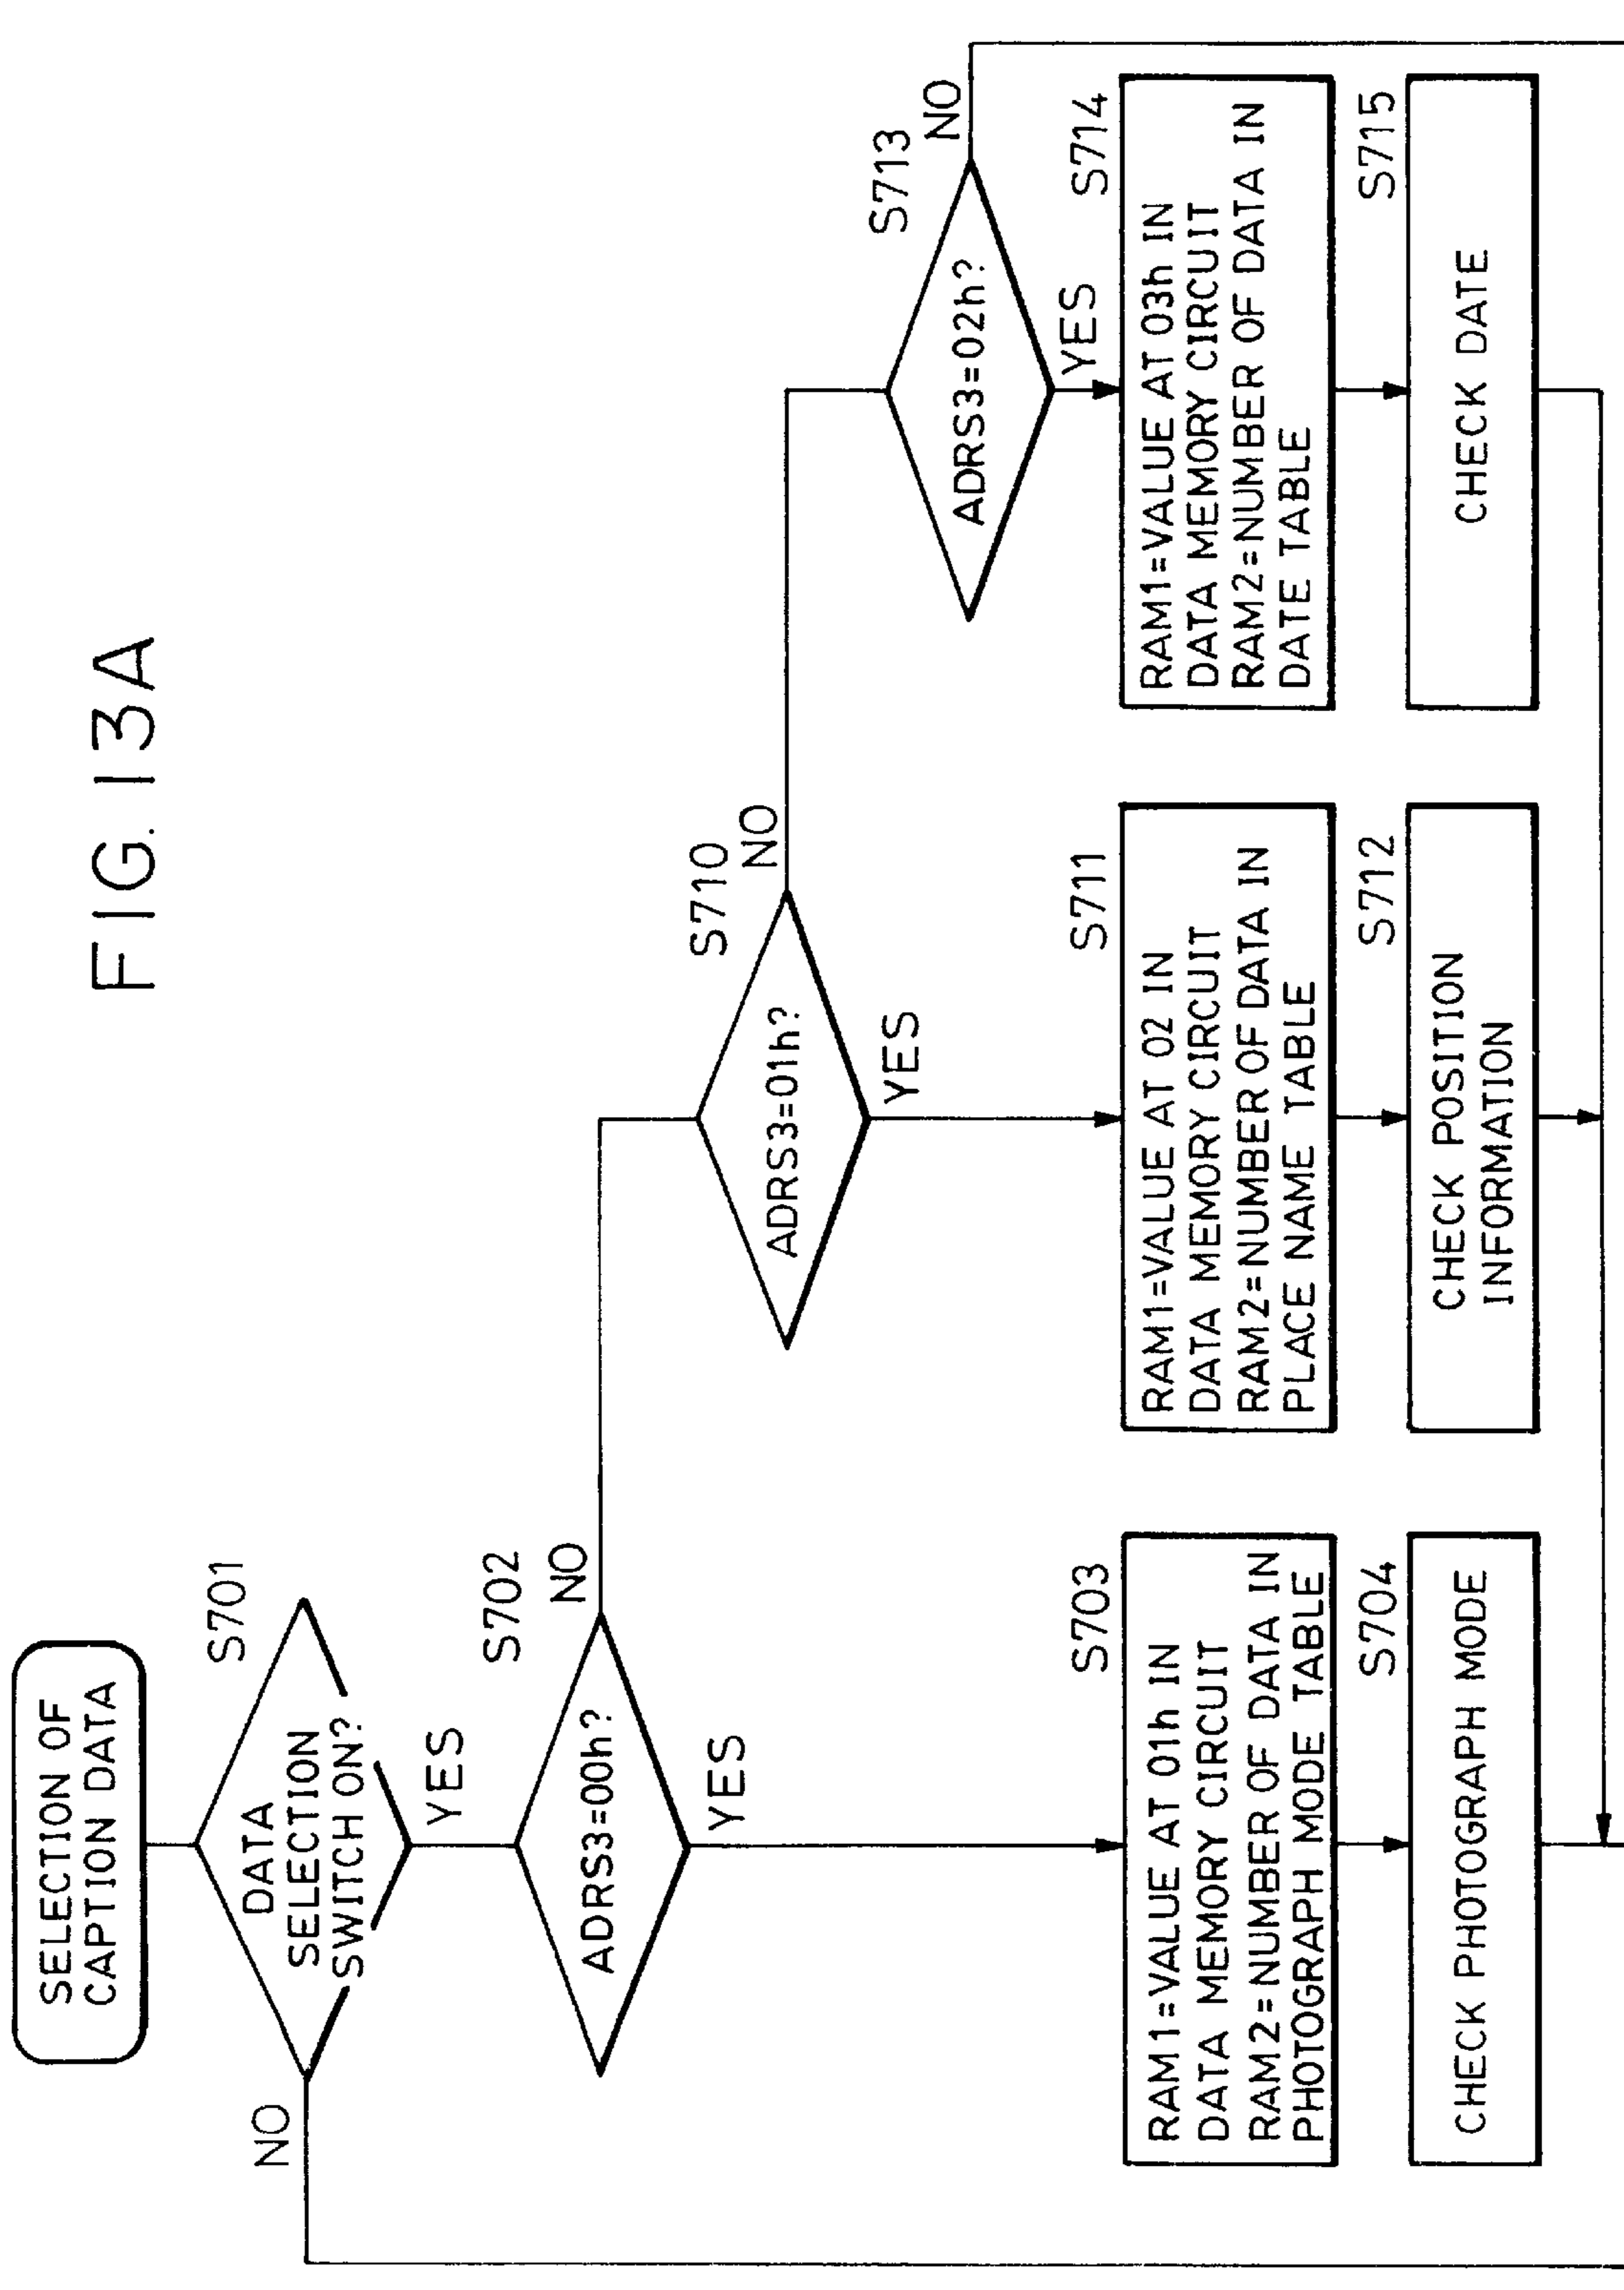 FIG. 13A
SELECTION OF
CAPTION DATA
S701
DATA
SELECTION
SWITCH ON?
NO
YES
S702
ADRS3=00h?
NO
YES
S703
RAM1=VALUE AT 01h IN
DATA MEMORY CIRCUIT
RAM2=NUMBER OF DATA IN
PHOTOGRAPH MODE TABLE
S704
CHECK PHOTOGRAPH MODE
S710
ADRS3=01h?
NO
YES
S711
RAM1=VALUE AT 02 IN
DATA MEMORY CIRCUIT
RAM2=NUMBER OF DATA IN
PLACE NAME TABLE
S712
CHECK POSITION
INFORMATION
S713
ADRS3=02h?
NO
YES
S714
RAM1=VALUE AT 03h IN
DATA MEMORY CIRCUIT
RAM2=NUMBER OF DATA IN
DATE TABLE
S715
CHECK DATE